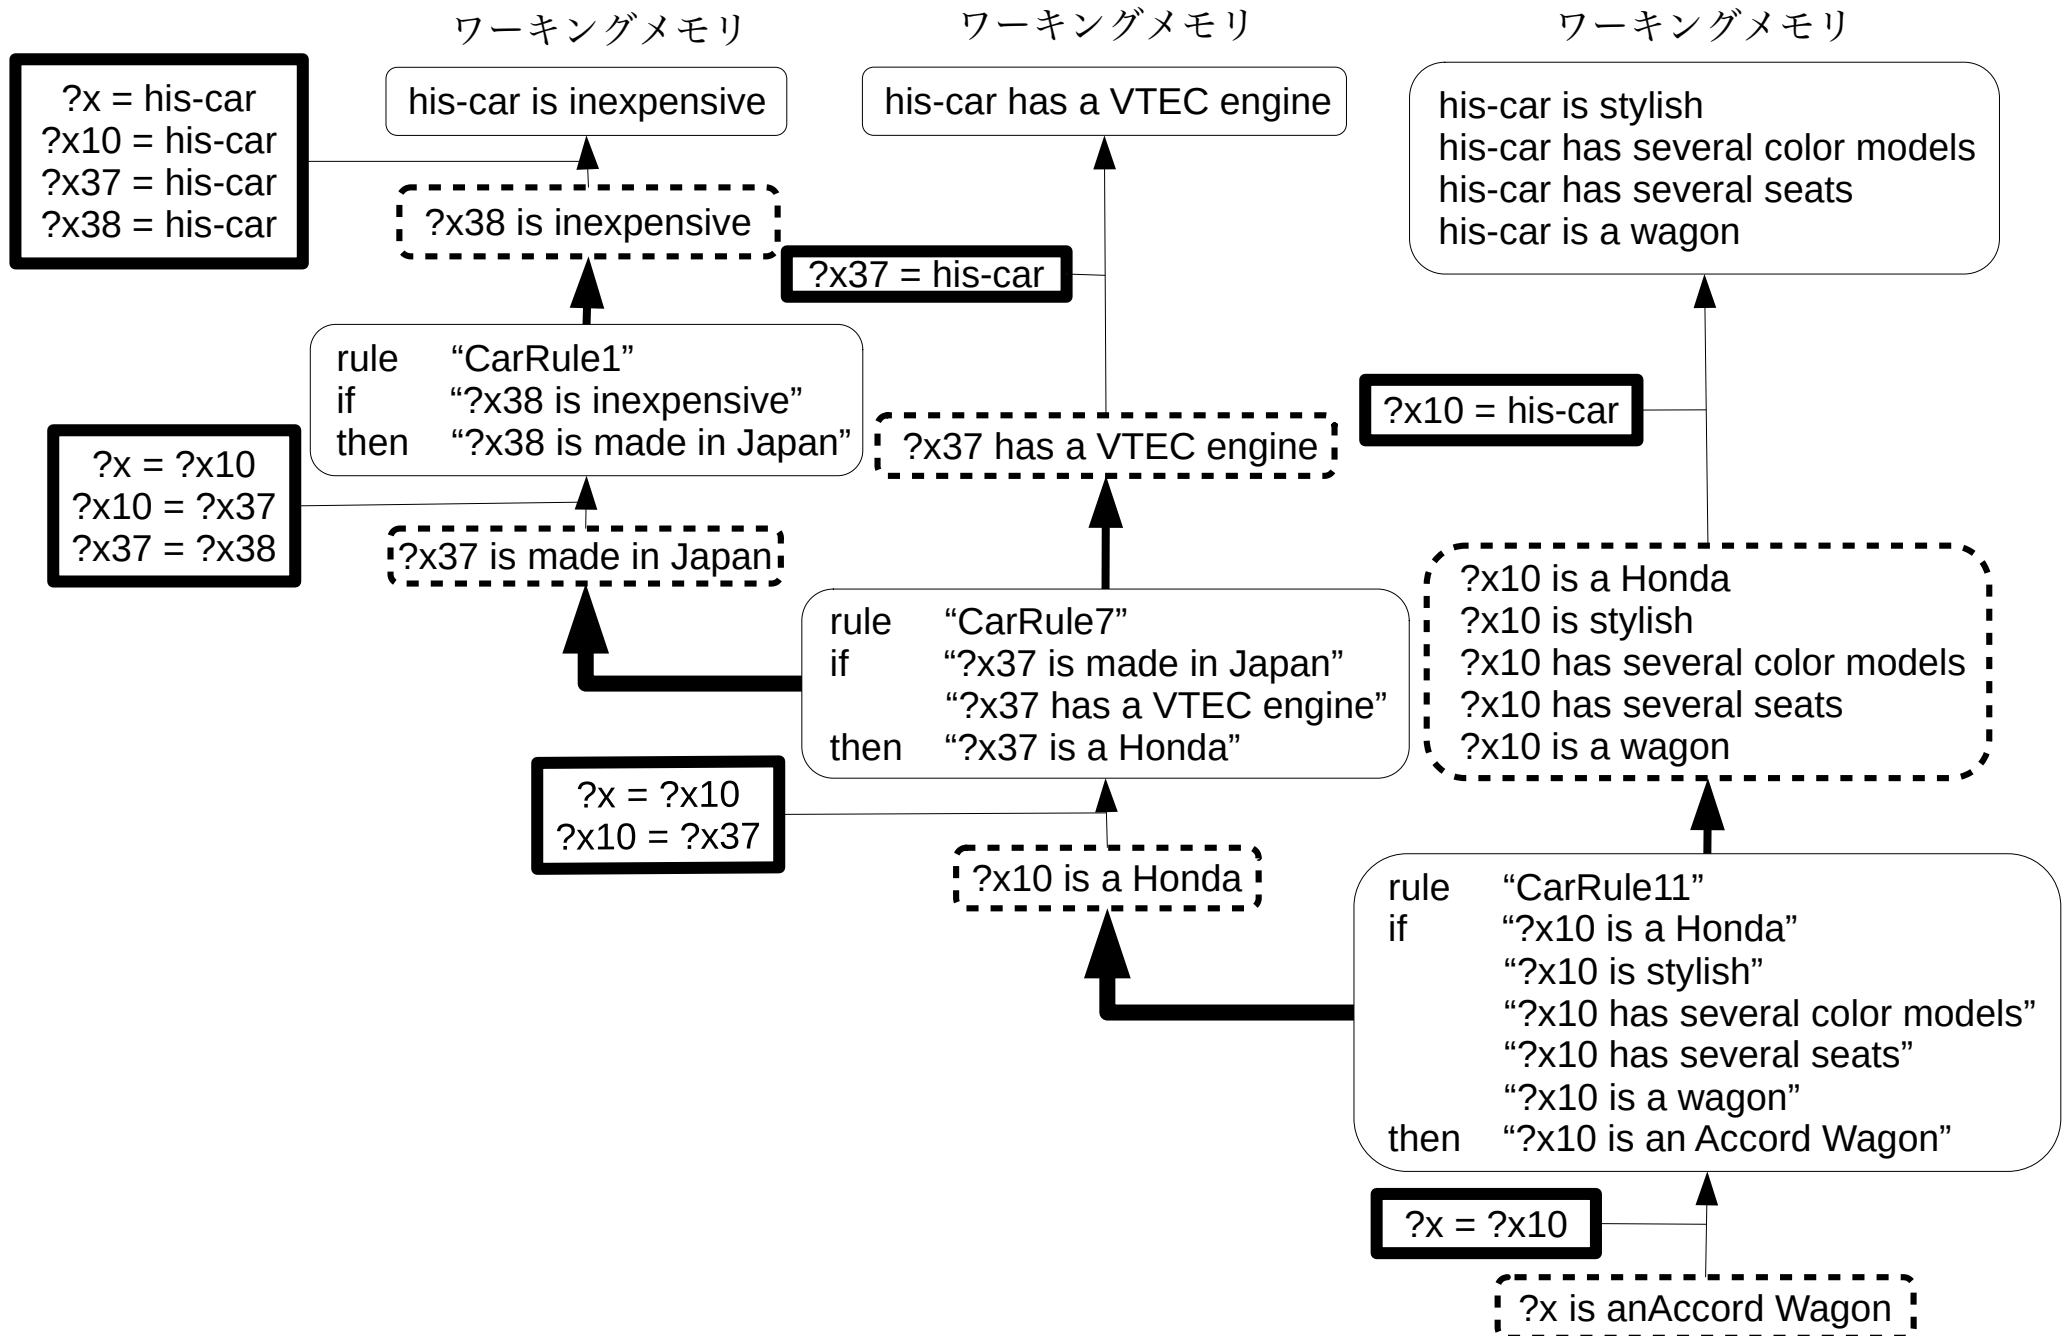 ワーキングメモリ
ワーキングメモリ
ワーキングメモリ
?x = his-car
?x10 = his-car
?x37 = his-car
?x38 = his-car
his-car is inexpensive
his-car has a VTEC engine
his-car is stylish
his-car has several color models
his-car has several seats
his-car is a wagon
?x38 is inexpensive
?x37 = his-car
rule “CarRule1”
if “?x38 is inexpensive”
then “?x38 is made in Japan”
?x37 has a VTEC engine
?x10 = his-car
?x = ?x10
?x10 = ?x37
?x37 = ?x38
?x37 is made in Japan
rule “CarRule7”
if “?x37 is made in Japan”
“?x37 has a VTEC engine”
then “?x37 is a Honda”
?x10 is a Honda
?x10 is stylish
?x10 has several color models
?x10 has several seats
?x10 is a wagon
?x = ?x10
?x10 = ?x37
?x10 is a Honda
rule “CarRule11”
if “?x10 is a Honda”
“?x10 is stylish”
“?x10 has several color models”
“?x10 has several seats”
“?x10 is a wagon”
then “?x10 is an Accord Wagon”
?x = ?x10
?x is anAccord Wagon